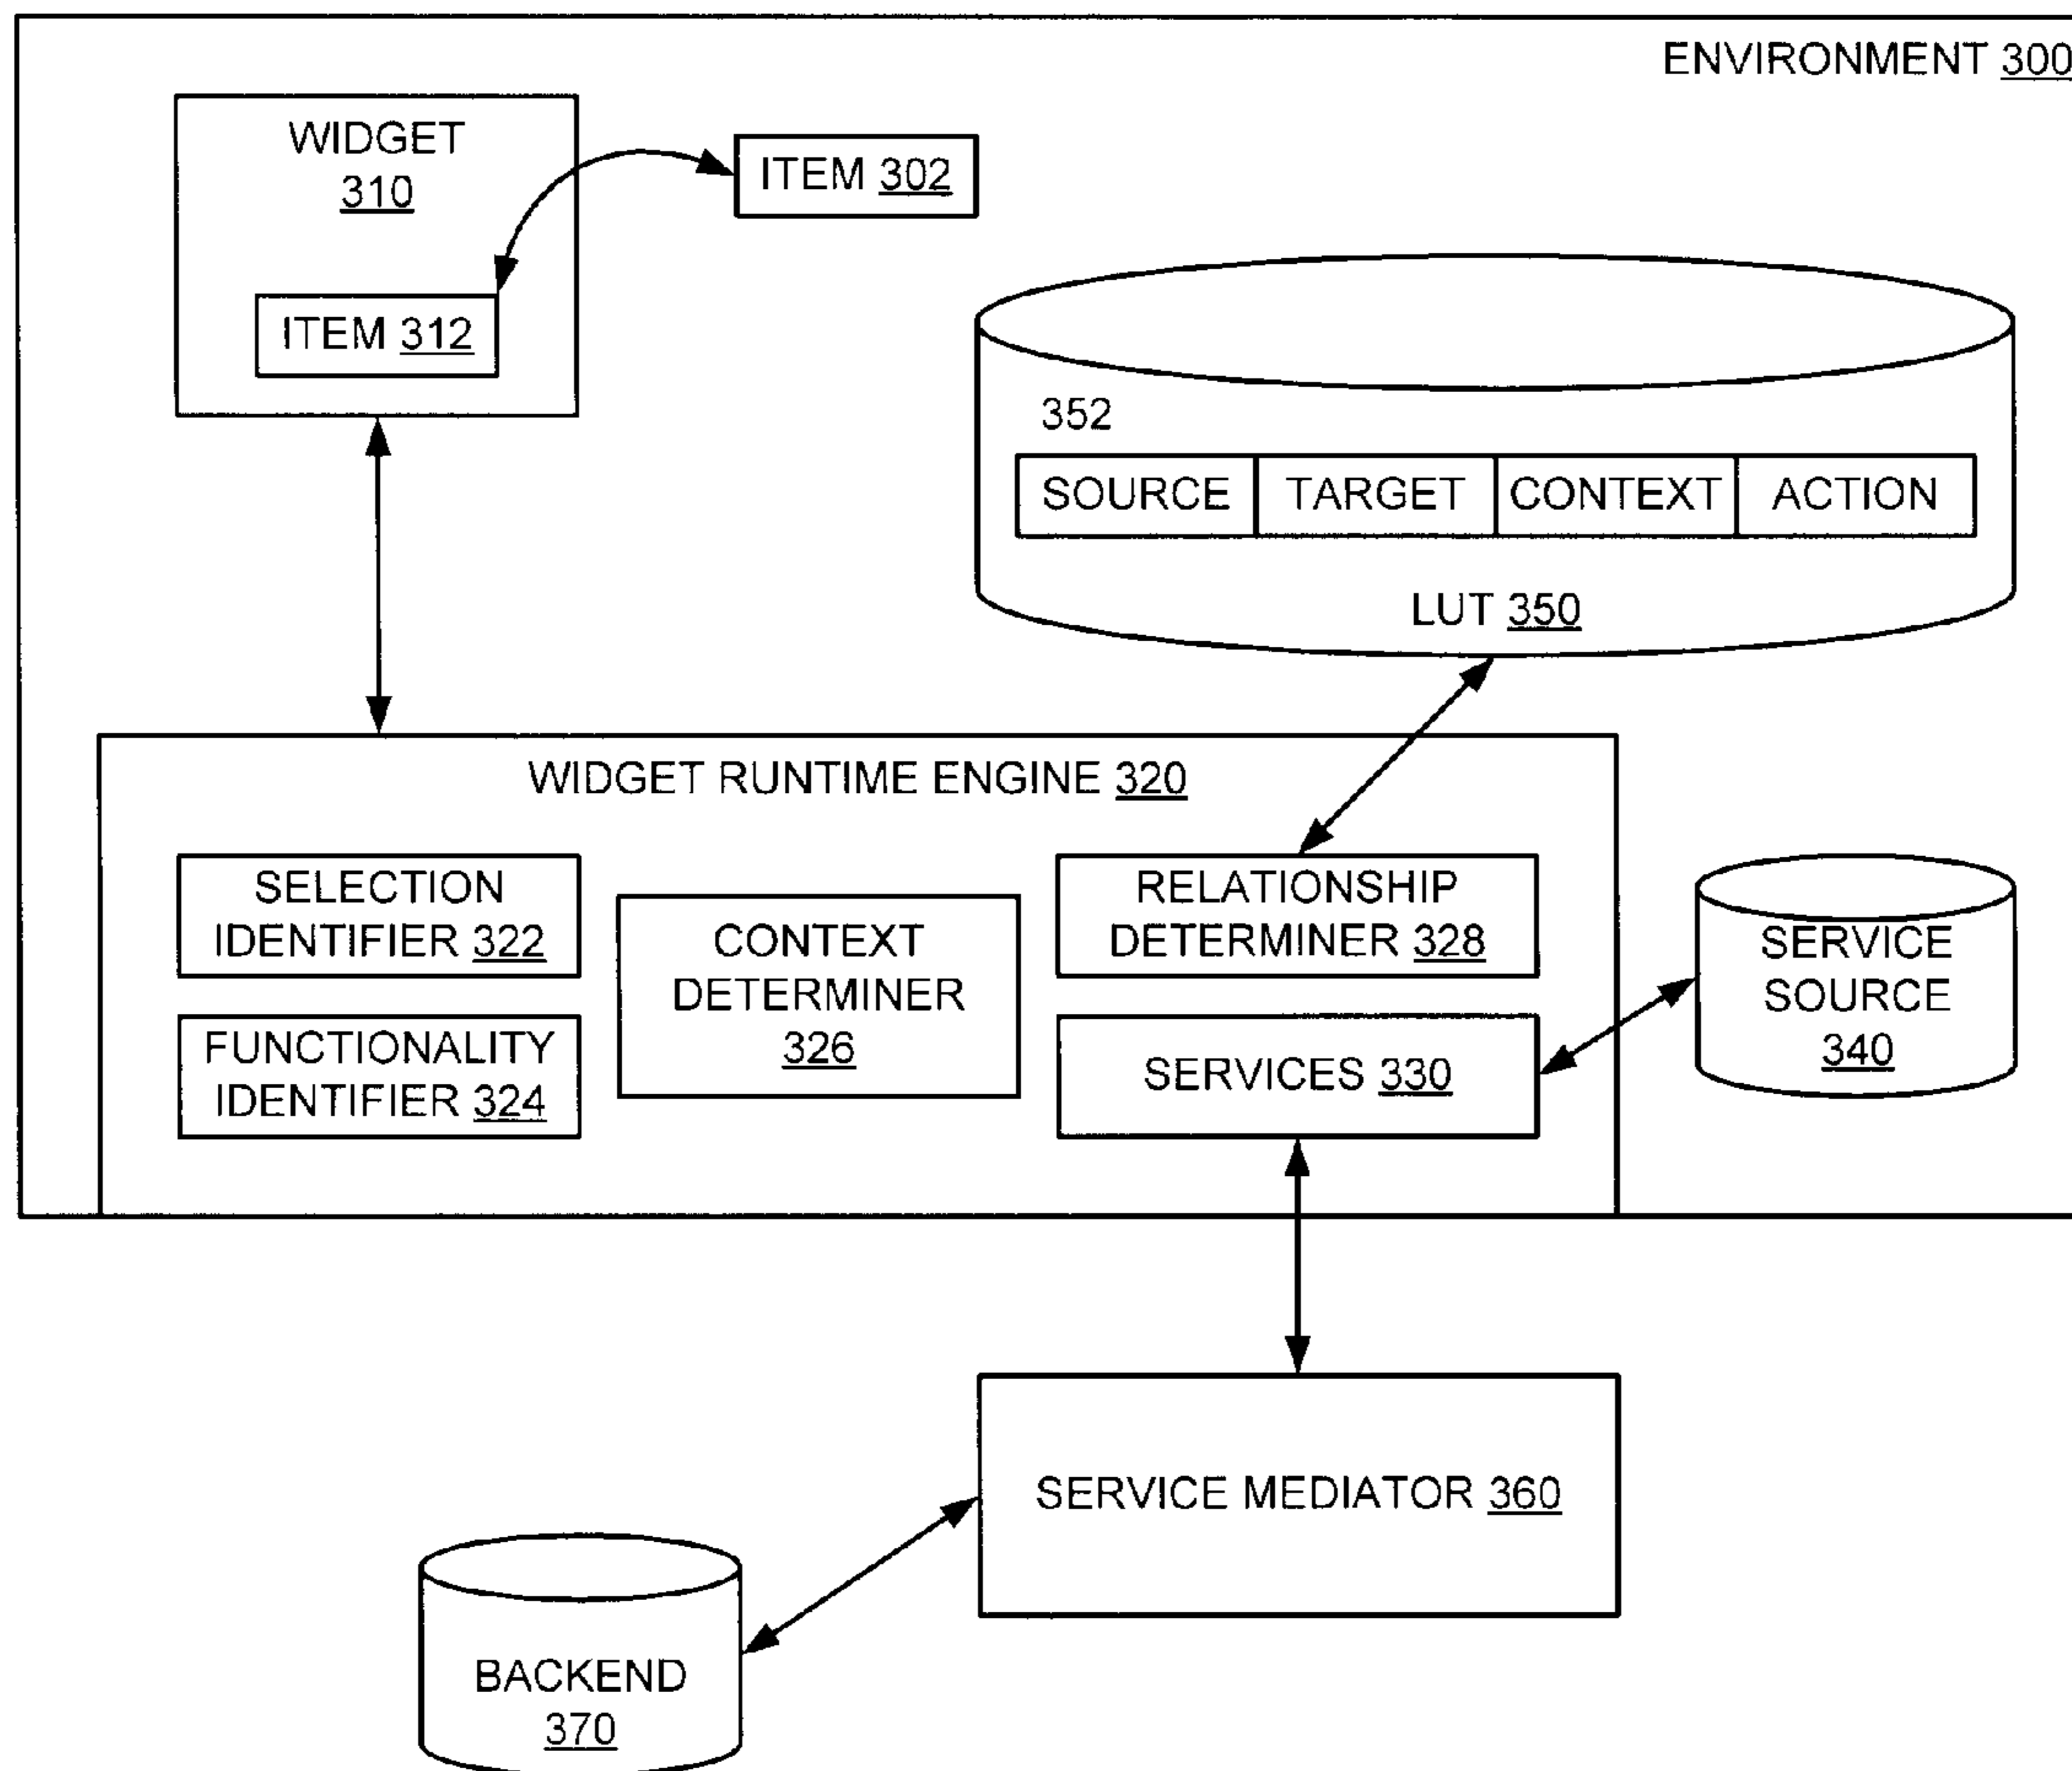 ENVIRONMENT 300
WIDGET
310
ITEM 302
ITEM 312
352
SOURCE TARGET CONTEXT ACTION
LUT 350
WIDGET RUNTIME ENGINE 320
SELECTION
IDENTIFIER 322
FUNCTIONALITY
IDENTIFIER 324
CONTEXT
DETERMINER
326
RELATIONSHIP
DETERMINER 328
SERVICES 330
SERVICE
SOURCE
340
SERVICE MEDIATOR 360
BACKEND
370